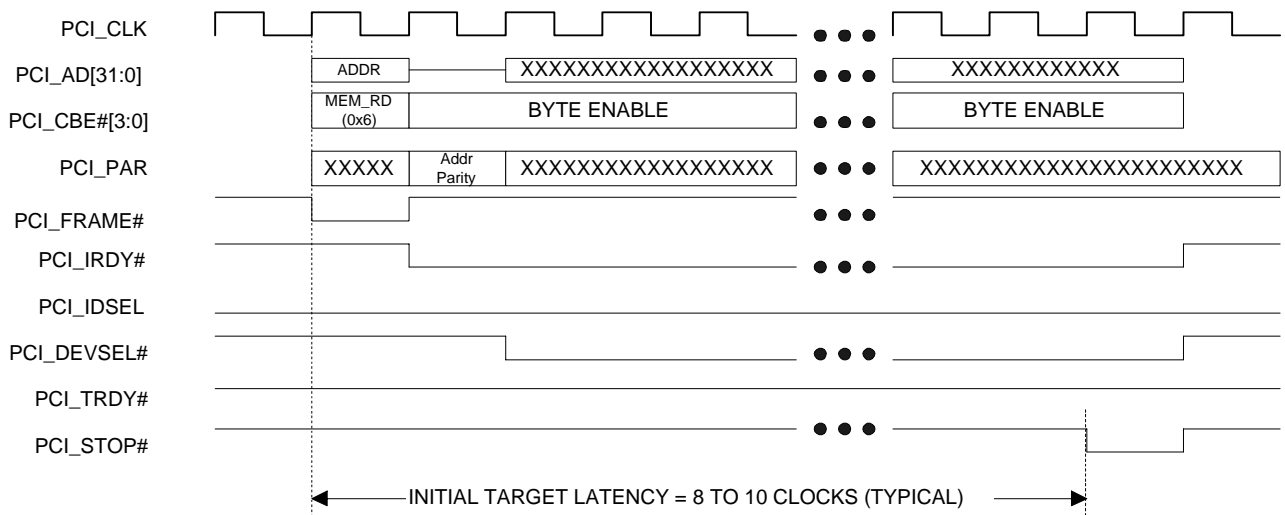 PCI_CLK
PCI_AD[31:0] ADDR XXXXXXXXXXXXXXXXXX XXXXXXXXXXXX
PCI_CBE#[3:0] MEM_RD (0x6) BYTE ENABLE BYTE ENABLE
PCI_PAR XXXXX Addr Parity XXXXXXXXXXXXXXXXXX XXXXXXXXXXXXXXXXXXXXXXX
PCI_FRAME#
PCI_IRDY#
PCI_IDSEL
PCI_DEVSEL#
PCI_TRDY#
PCI_STOP#
INITIAL TARGET LATENCY = 8 TO 10 CLOCKS (TYPICAL)